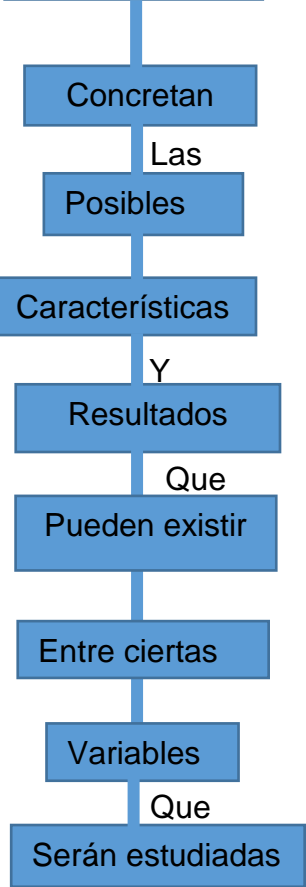 Concretan
Las
Posibles
Características
Y
Resultados
Que
Pueden existir
Entre ciertas
Variables
Que
Serán estudiadas